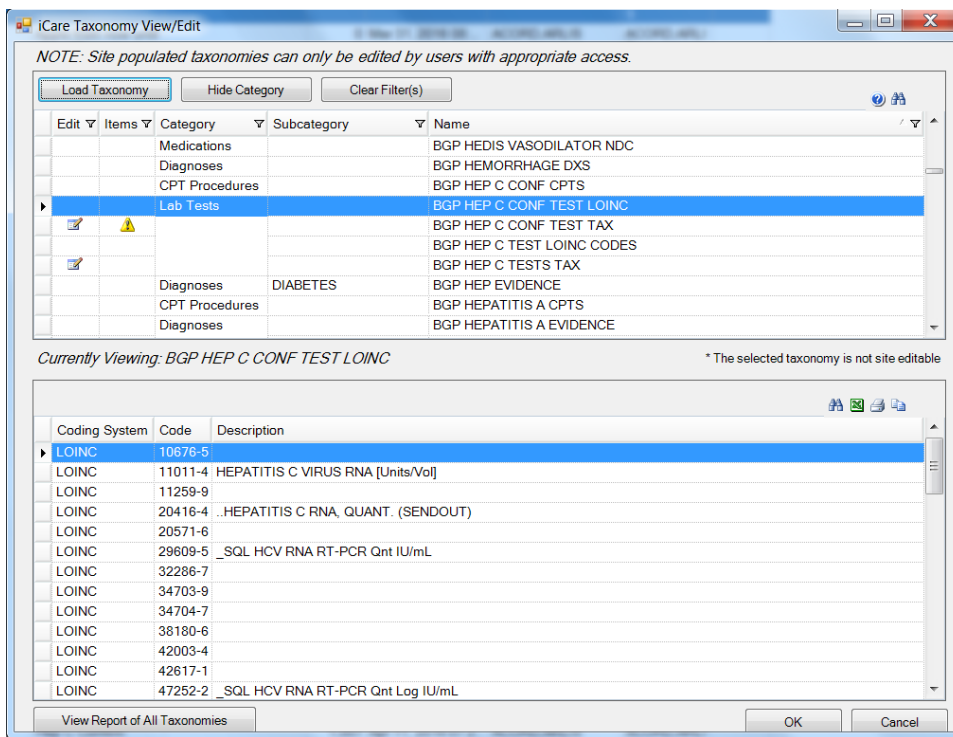 iCare Taxonomy View/Edit
NOTE: Site populated taxonomies can only be edited by users with appropriate access.
Load Taxonomy Hide Category Clear Filter(s)
Edit Items Category Subcategory Name
Medications BGP HEDIS VASODILATOR NDC
Diagnoses BGP HEMORRHAGE DXS
CPT Procedures BGP HEP C CONF CPTS
Lab Tests BGP HEP C CONF TEST LOINC
BGP HEP C CONF TEST TAX
BGP HEP C TEST LOINC CODES
BGP HEP C TESTS TAX
Diagnoses DIABETES BGP HEP EVIDENCE
CPT Procedures BGP HEPATITIS A CPTS
Diagnoses BGP HEPATITIS A EVIDENCE
Currently Viewing: BGP HEP C CONF TEST LOINC * The selected taxonomy is not site editable
Coding System Code Description
LOINC 10676-5
LOINC 11011-4 HEPATITIS C VIRUS RNA [Units/Vol]
LOINC 11259-9
LOINC 20416-4 ..HEPATITIS C RNA, QUANT. (SENDOUT)
LOINC 20571-6
LOINC 29609-5 _SQL HCV RNA RT-PCR Qnt IU/mL
LOINC 32286-7
LOINC 34703-9
LOINC 34704-7
LOINC 38180-6
LOINC 42003-4
LOINC 42617-1
LOINC 47252-2 _SQL HCV RNA RT-PCR Qnt Log IU/mL
View Report of All Taxonomies OK Cancel